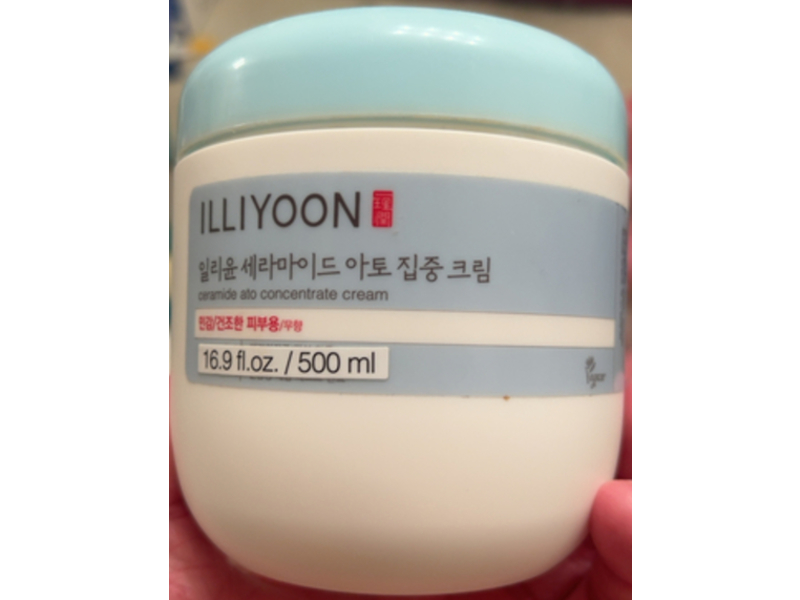 ILLIYOON
일리윤 세라마이드 아토 집중 크림
ceramide ato concentrate cream
민감/건조한 피부용/무향
16.9 fl.oz. / 500 ml
Vegan